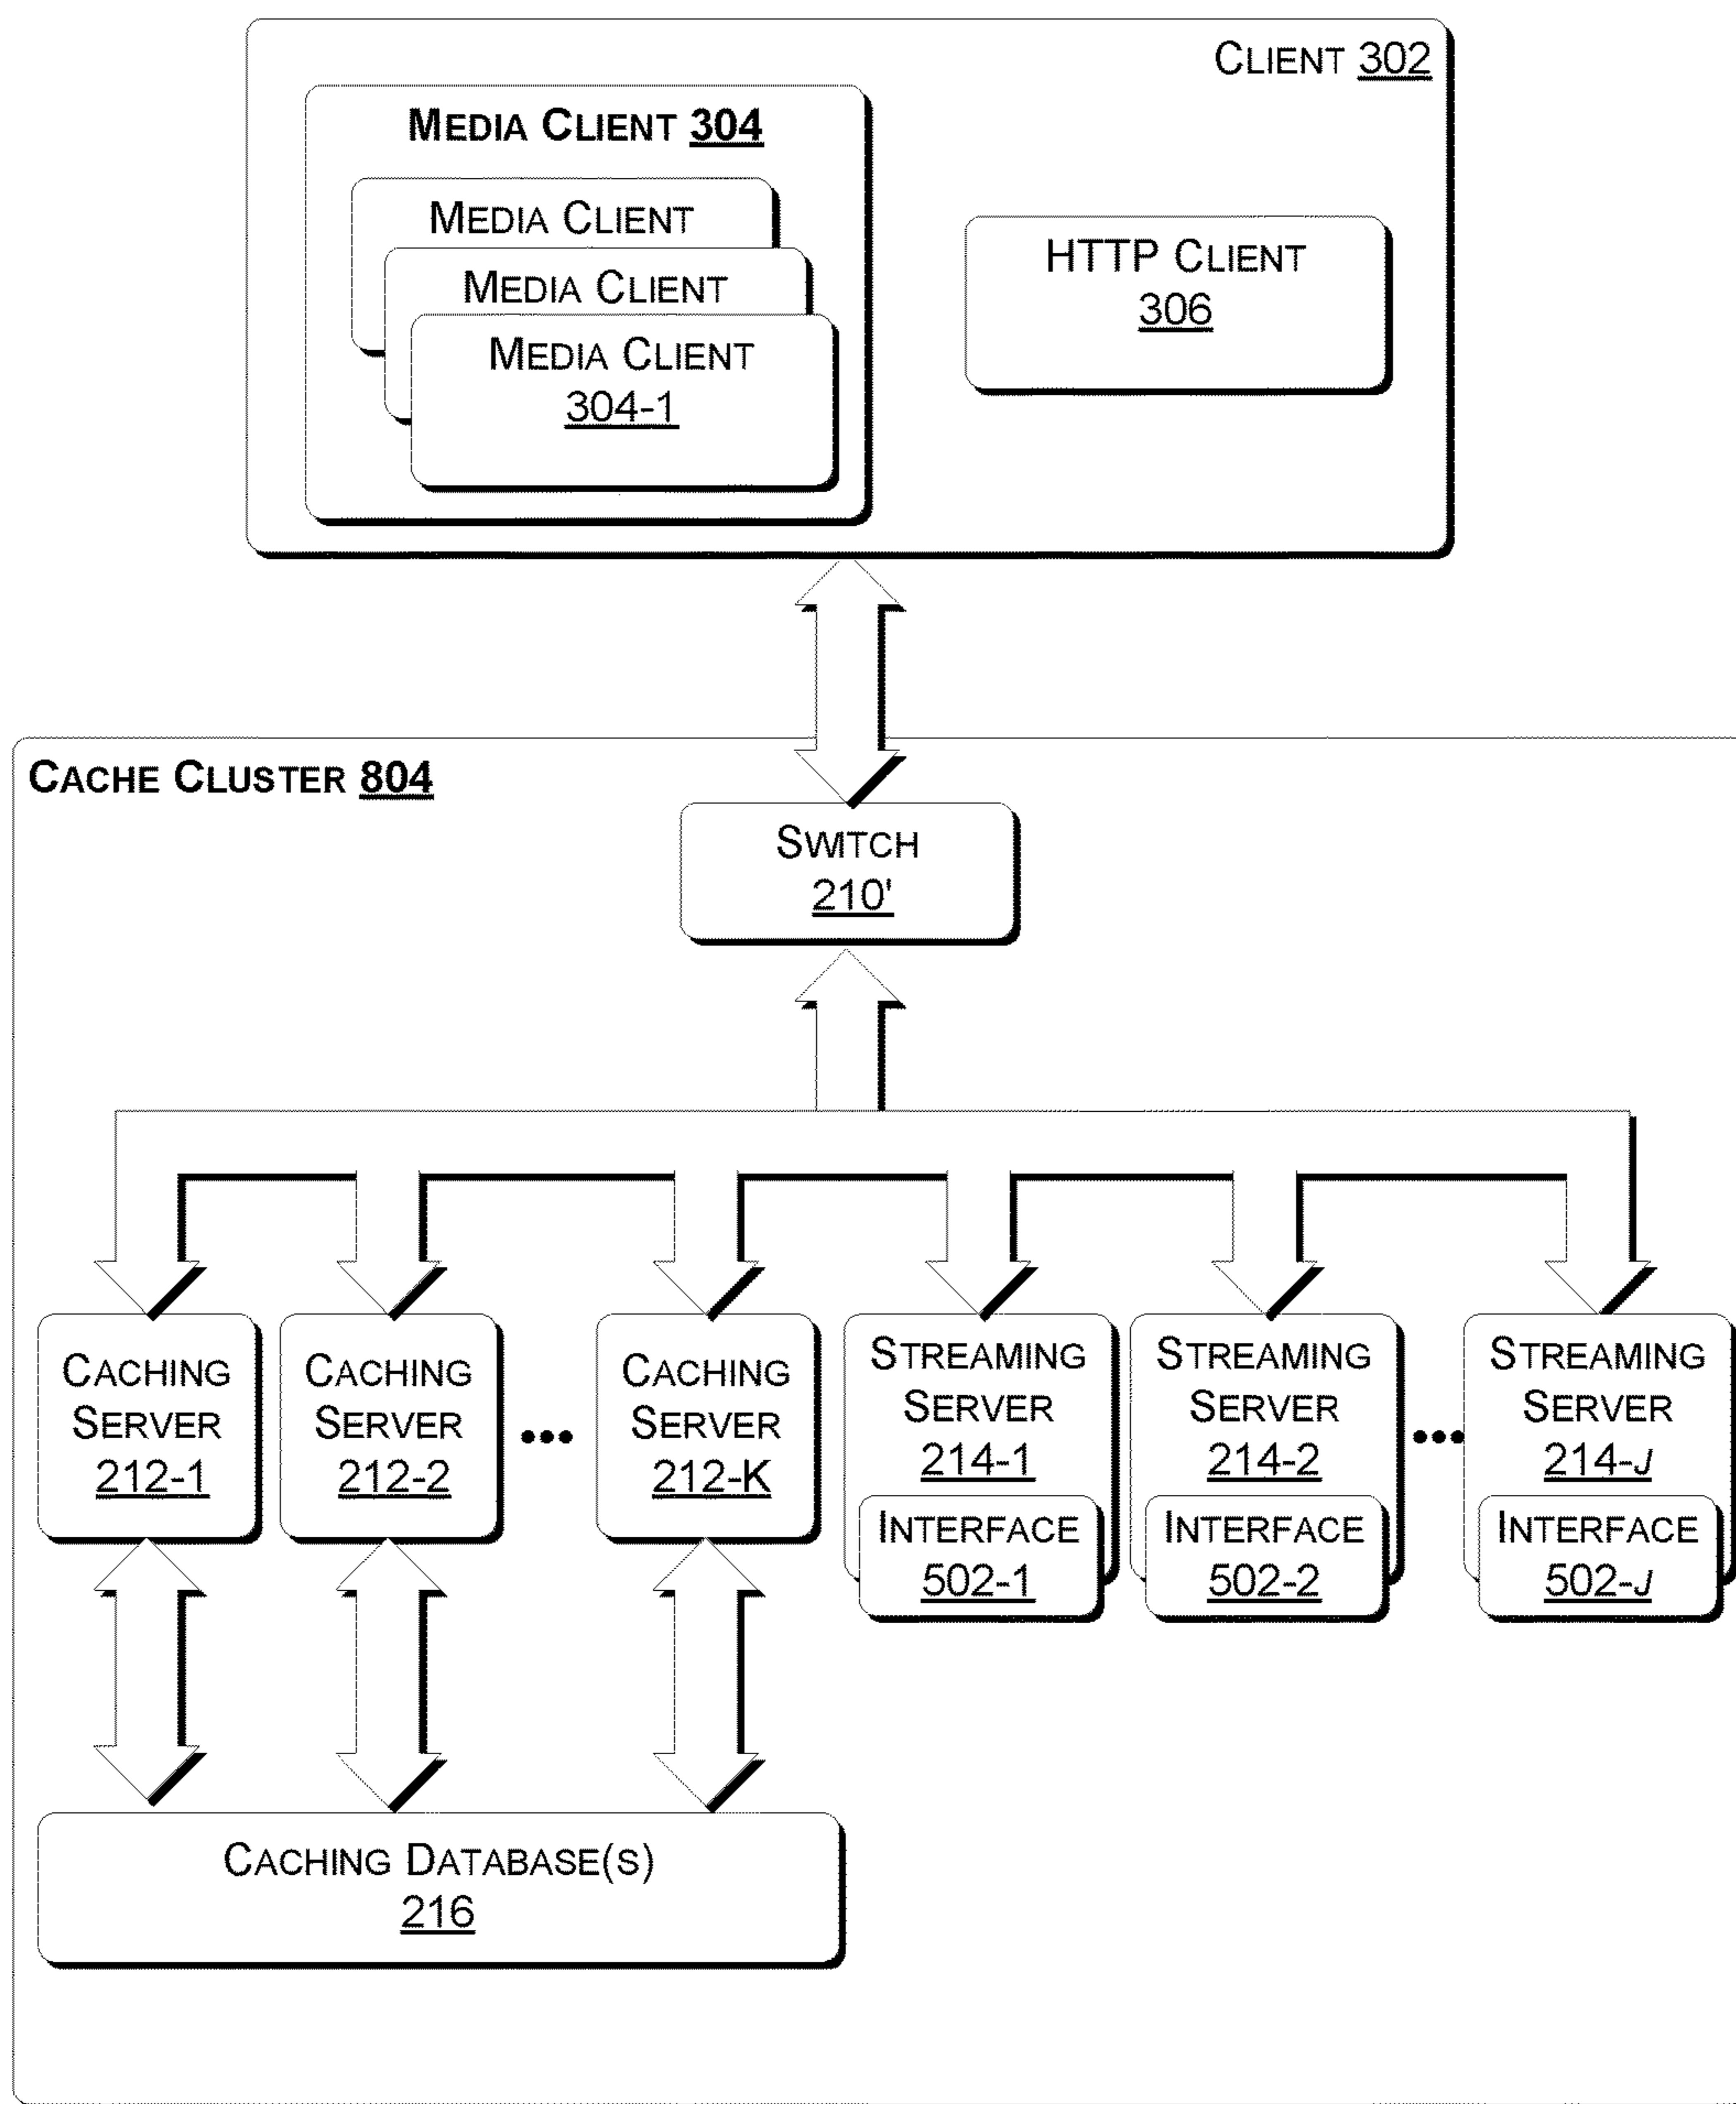 CLIENT 302
MEDIA CLIENT 304
MEDIA CLIENT
MEDIA CLIENT
MEDIA CLIENT
304-1
HTTP CLIENT
306
CACHE CLUSTER 804
SWITCH
210'
CACHING
SERVER
212-1
CACHING
SERVER
212-2
•••
CACHING
SERVER
212-K
STREAMING
SERVER
214-1
INTERFACE
502-1
STREAMING
SERVER
214-2
INTERFACE
502-2
•••
STREAMING
SERVER
214-J
INTERFACE
502-J
CACHING DATABASE(S)
216